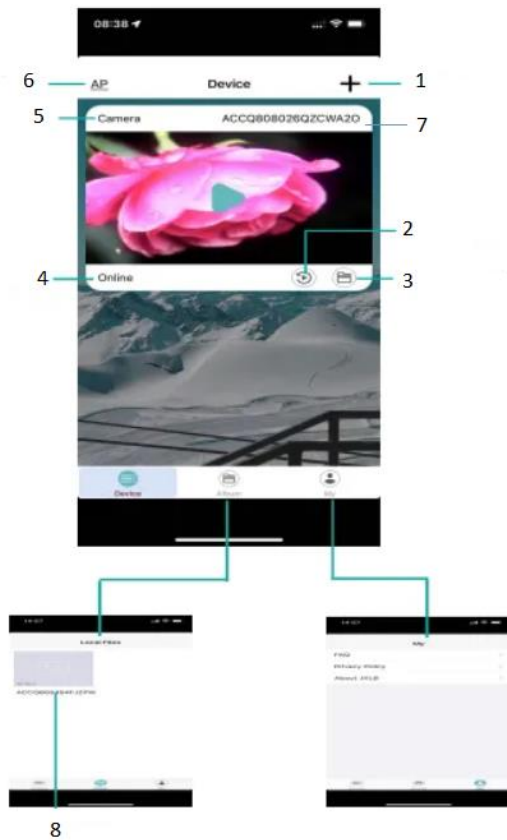 08:38
6 AP Device 1
5 Camera ACCQ808026QZCWA2O 7
2
4 Online 3
Device Album My
Local Files
My
FAQ
Privacy Policy
8